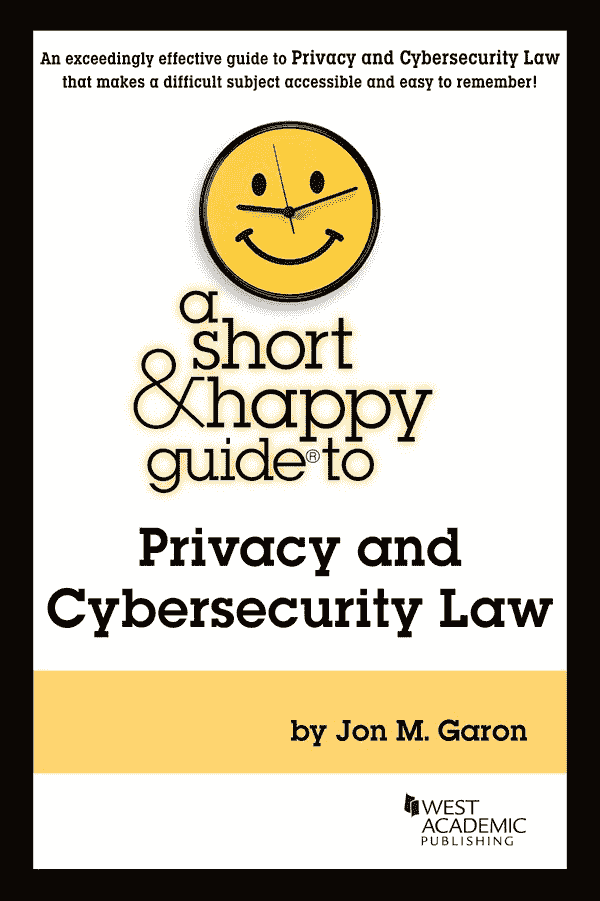 An exceedingly effective guide to Privacy and Cybersecurity Law
that makes a difficult subject accessible and easy to remember!
a
short
& happy
guide® to
Privacy and
Cybersecurity Law
by Jon M. Garon
WEST
ACADEMIC
PUBLISHING